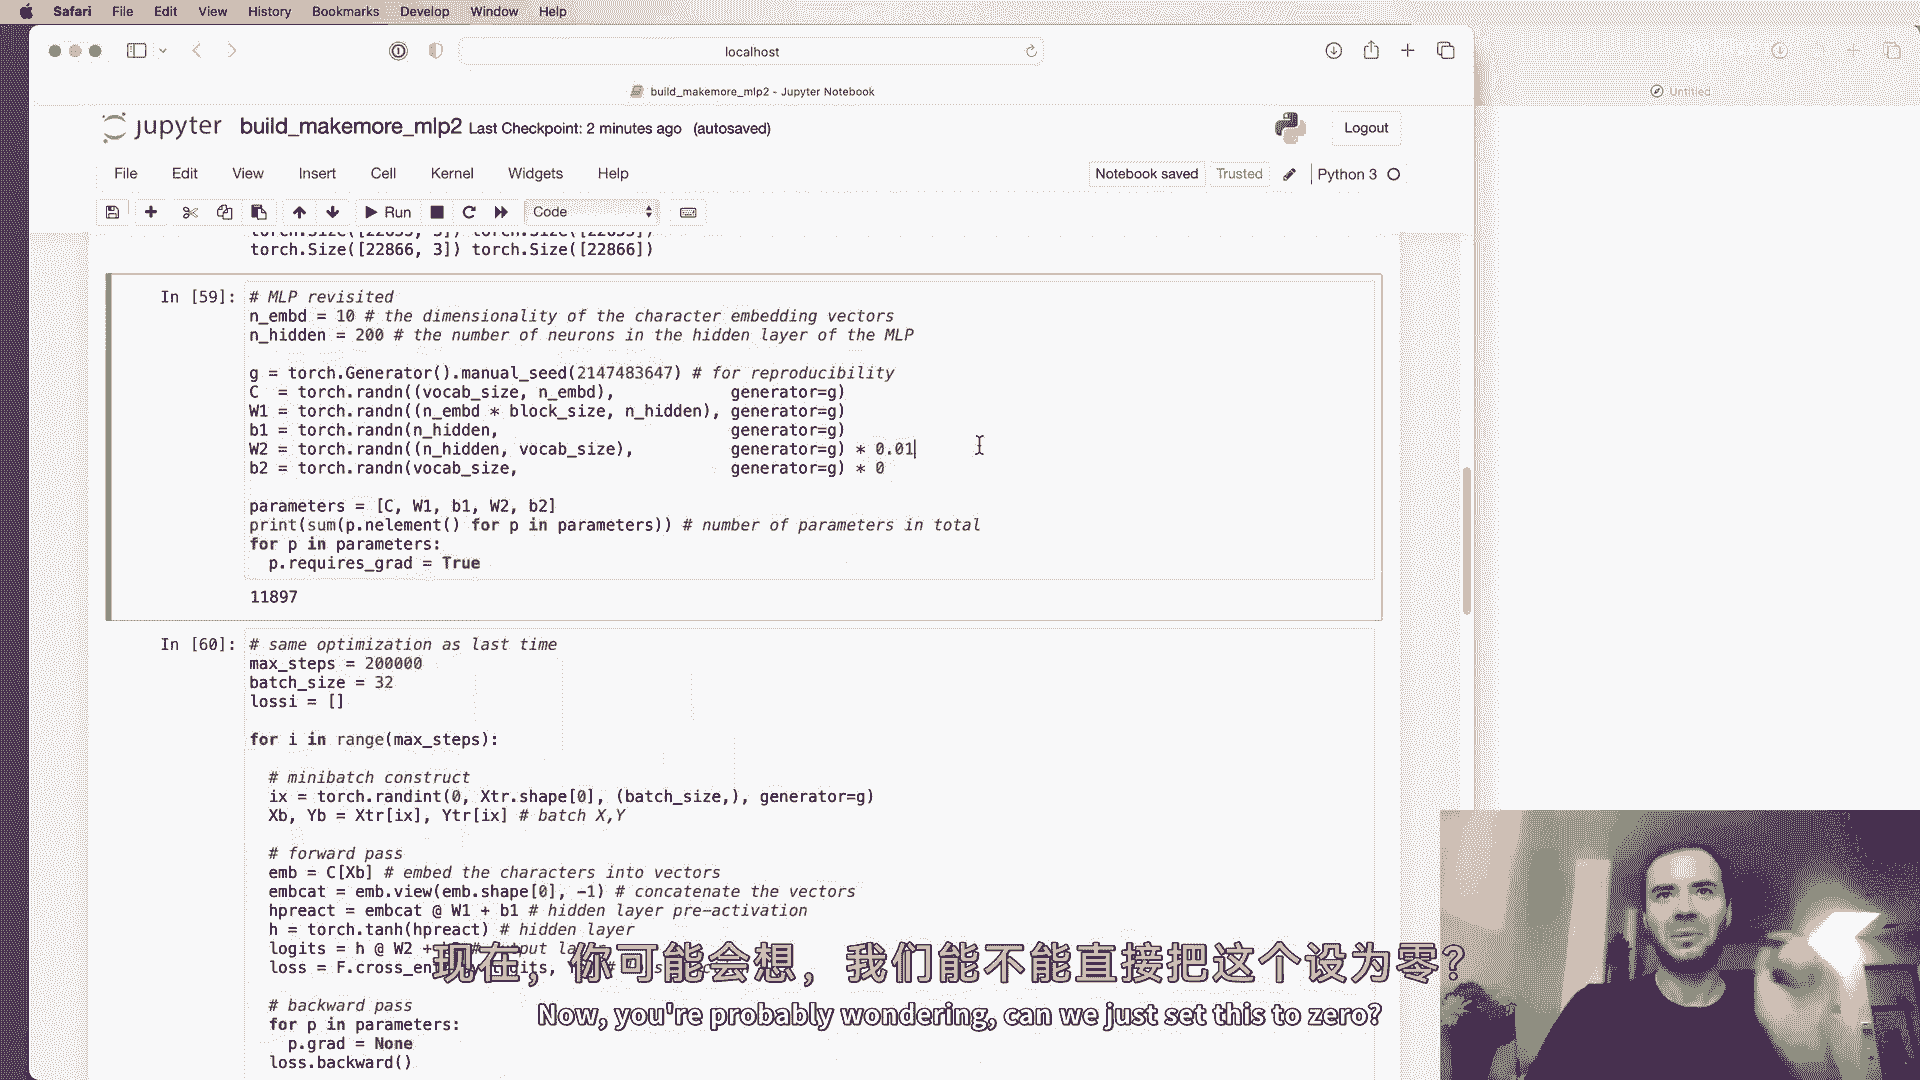 Safari File Edit View History Bookmarks Develop Window Help
localhost
build_makemore_mlp2 - Jupyter Notebook
Untitled
jupyter build_makemore_mlp2 Last Checkpoint: 2 minutes ago (autosaved)
Logout
File Edit View Insert Cell Kernel Widgets Help
Notebook saved Trusted Python 3
Run Code
torch.Size([22866, 3]) torch.Size([22866])
In [59]: # MLP revisited
n_embd = 10 # the dimensionality of the character embedding vectors
n_hidden = 200 # the number of neurons in the hidden layer of the MLP
g = torch.Generator().manual_seed(2147483647) # for reproducibility
C = torch.randn((vocab_size, n_embd), generator=g)
W1 = torch.randn((n_embd * block_size, n_hidden), generator=g)
b1 = torch.randn(n_hidden, generator=g)
W2 = torch.randn((n_hidden, vocab_size), generator=g) * 0.01
b2 = torch.randn(vocab_size, generator=g) * 0
parameters = [C, W1, b1, W2, b2]
print(sum(p.nelement() for p in parameters)) # number of parameters in total
for p in parameters:
p.requires_grad = True
11897
In [60]: # same optimization as last time
max_steps = 200000
batch_size = 32
lossi = []
for i in range(max_steps):
# minibatch construct
ix = torch.randint(0, Xtr.shape[0], (batch_size,), generator=g)
Xb, Yb = Xtr[ix], Ytr[ix] # batch X,Y
# forward pass
emb = C[Xb] # embed the characters into vectors
embcat = emb.view(emb.shape[0], -1) # concatenate the vectors
hpreact = embcat @ W1 + b1 # hidden layer pre-activation
h = torch.tanh(hpreact) # hidden layer
logits = h @ W2 +
loss =
现在，你可能会想，我们能不能直接把这个设为零？
# backward pass
Now, you're probably wondering, can we just set this to zero?
for p in parameters:
p.grad = None
loss.backward()